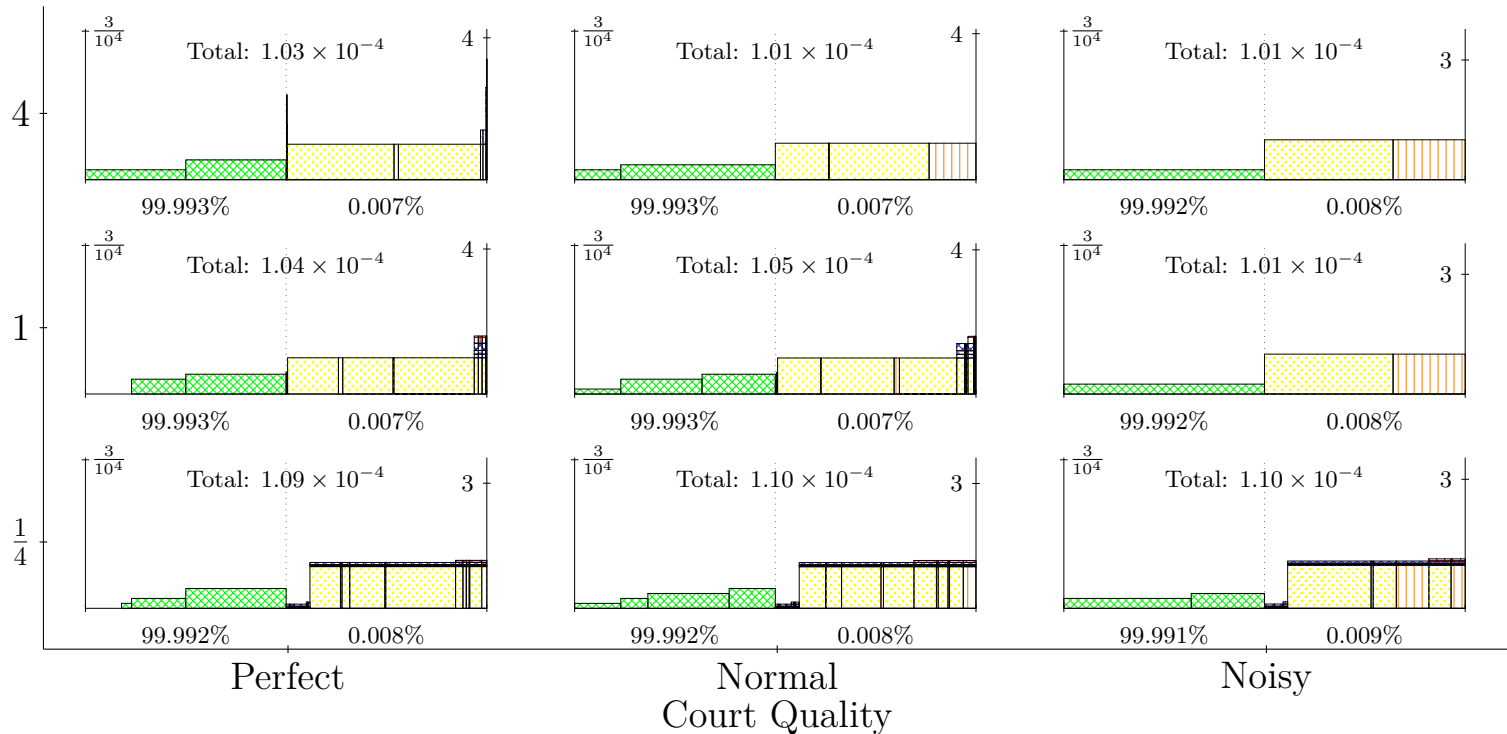 3/10^4 Total: 1.03 × 10^−4 4
3/10^4 Total: 1.01 × 10^−4 4
3/10^4 Total: 1.01 × 10^−4 3
4
99.993% 0.007%
99.993% 0.007%
99.992% 0.008%
3/10^4 Total: 1.04 × 10^−4 4
3/10^4 Total: 1.05 × 10^−4 4
3/10^4 Total: 1.01 × 10^−4 3
1
99.993% 0.007%
99.993% 0.007%
99.992% 0.008%
3/10^4 Total: 1.09 × 10^−4 3
3/10^4 Total: 1.10 × 10^−4 3
3/10^4 Total: 1.10 × 10^−4 3
1/4
99.992% 0.008%
99.992% 0.008%
99.991% 0.009%
Perfect Normal Noisy
Court Quality